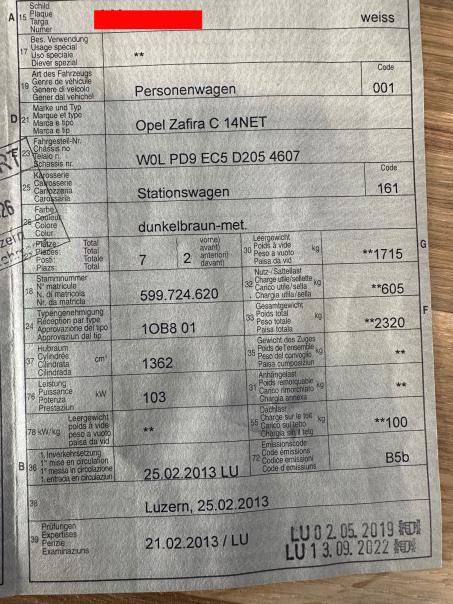 A 15 Schild
Plaque
Targa
Numer
weiss
17 Bes. Verwendung
Usage spécial
Uso speciale
Diever spezial
**
19 Art des Fahrzeugs
Genre de véhicule
Genere di veicolo
Gener dal vehichel
Personenwagen
Code
001
D 21 Marke und Typ
Marque et type
Marca e tipo
Marca e tip
Opel Zafira C 14NET
E 23 Fahrgestell-Nr.
Châssis no
Telaio n.
Schassis nr.
W0L PD9 EC5 D205 4607
25 Karosserie
Carrosserie
Carozzeria
Carossaria
Stationswagen
Code
161
26 Farbe
Couleur
Colore
Colur
dunkelbraun-met.
Plätze: Total
Places: Total
Posti: Totale
Plazs: Total
7
2
vorne)
avant)
anteriori)
davant)
G
30 Leergewicht
Poids à vide
Peso a vuoto
Paisa da vid
kg
**1715
18 Stammnummer
N° matricule
N. di matricola
Nr. da matricla
599.724.620
32 Nutz-/Sattellast
Charge utile/sellette
Carico utile/sella
Chargia utila/sella
kg
**605
24 Typengenehmigung
Réception par type
Approvazione del tipo
Approvaziun dal tip
1OB8 01
F
33 Gesamtgewicht
Poids total
Peso totale
Paisa totala
kg
**2320
37 Hubraum
Cylindrée
Cilindrata
Cilindrada
cm³
1362
35 Gewicht des Zuges
Poids de l'ensemble
Peso del convoglio
Paisa cumposiziun
kg
**
76 Leistung
Puissance
Potenza
Prestaziun
kW
103
31 Anhängelast
Poids remorquable
Carico rimorchiato
Chargia annexa
kg
**
78 kW/kg
Leergewicht
poids à vide
peso a vuoto
paisa da vid
**
55 Dachlast
Charge sur le toit
Carico sul tetto
Chargia sin il tetg
kg
**100
B 36 1. Inverkehrsetzung
1re mise en circulation
1a messa in circolazione
1. entrada en circulaziun
25.02.2013 LU
72 Emissionscode
Code émissions
Codice emissioni
Code d'emissiuns
B5b
38
Luzern, 25.02.2013
39 Prüfungen
Expertises
Perizie
Examinaziuns
21.02.2013 / LU
LU 0 2. 05. 2019
LU 1 3. 09. 2022